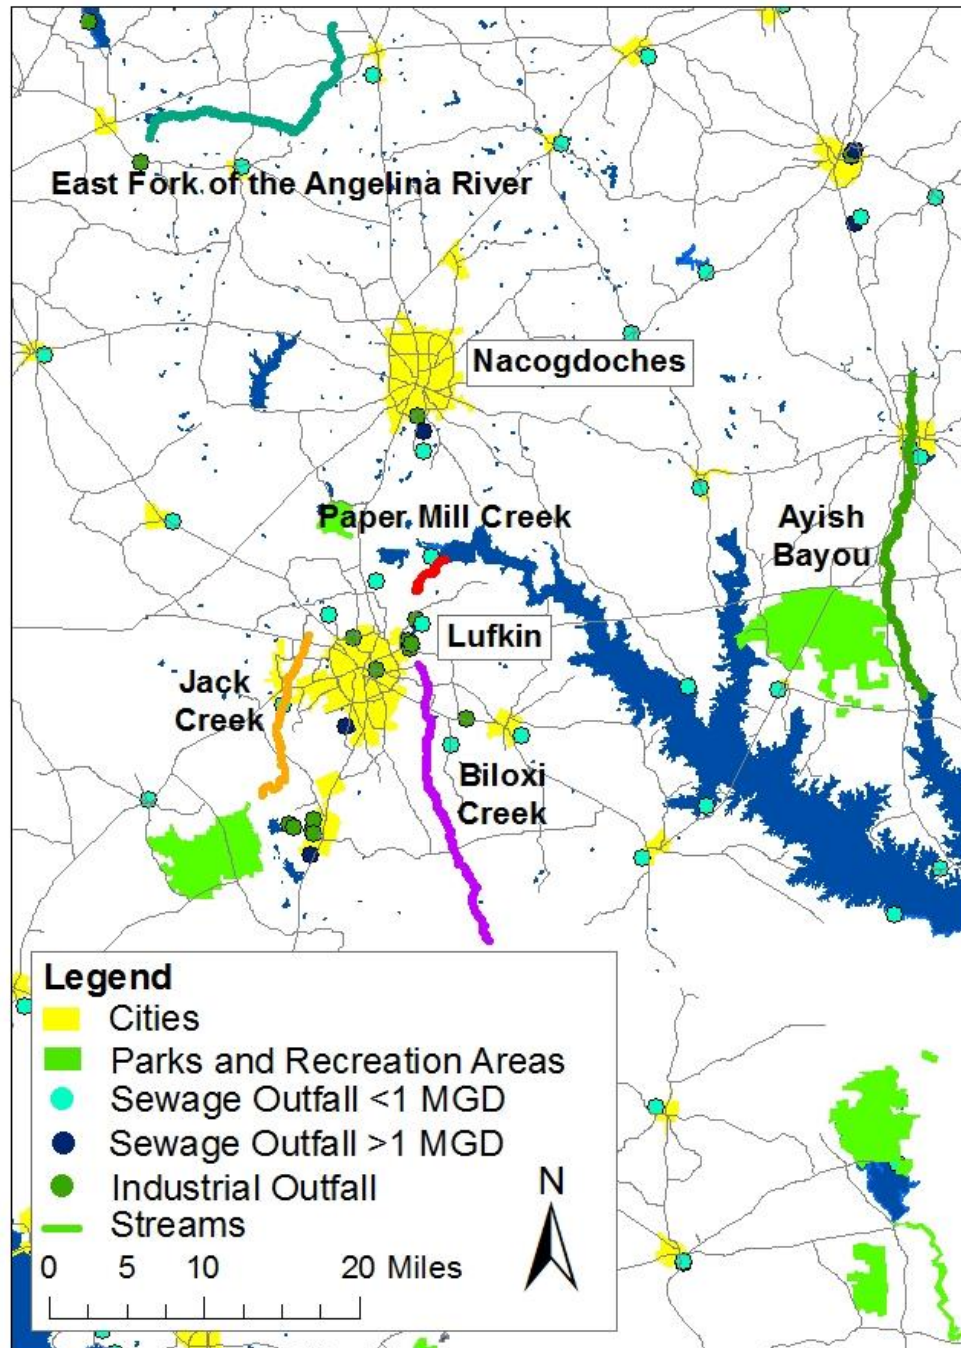 East Fork of the Angelina River
Nacogdoches
Paper Mill Creek
Ayish
Bayou
Lufkin
Jack
Creek
Biloxi
Creek
Legend
Cities
Parks and Recreation Areas
Sewage Outfall <1 MGD
Sewage Outfall >1 MGD
Industrial Outfall
Streams
N
0 5 10 20 Miles